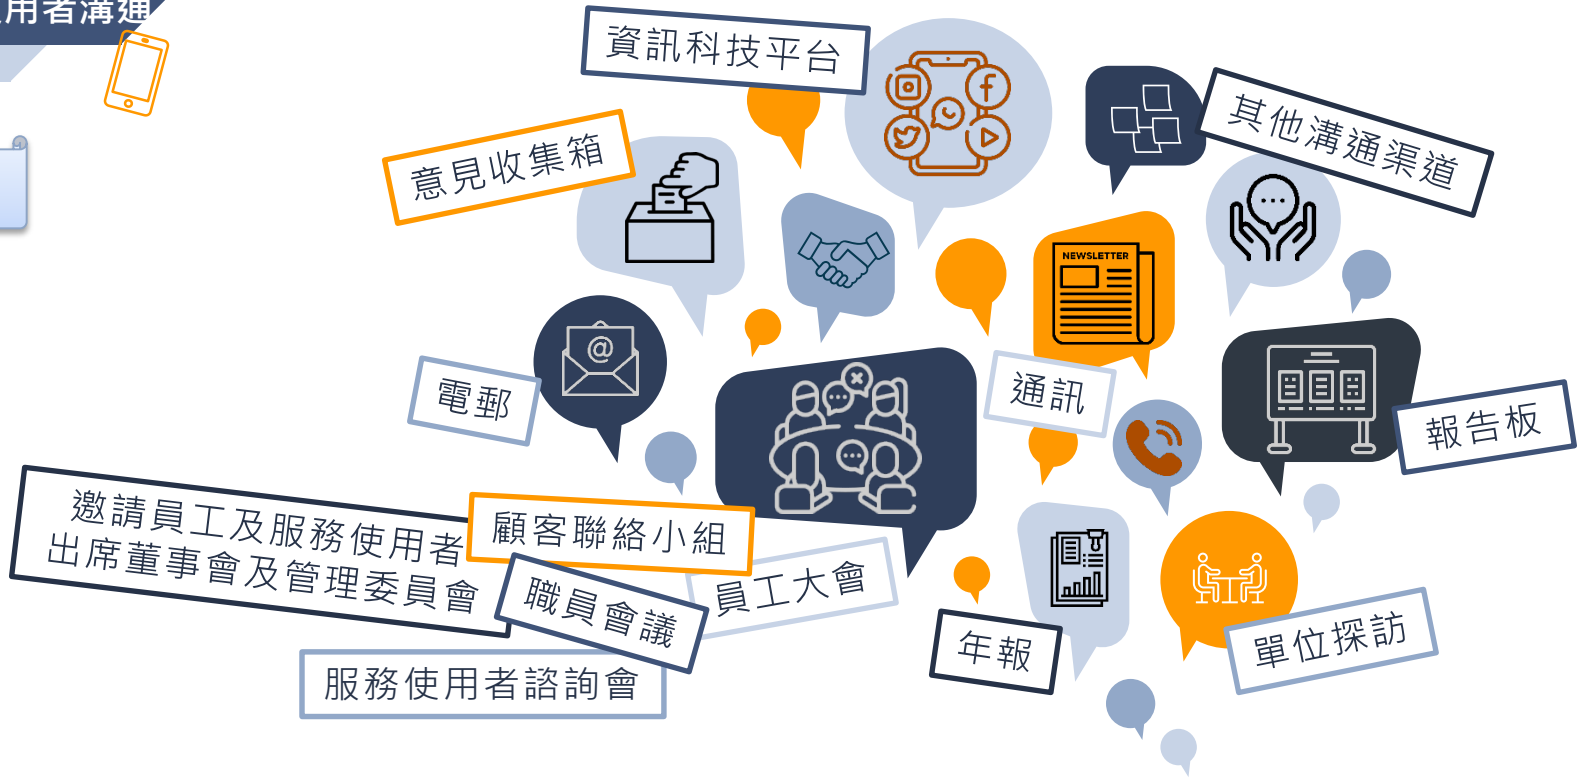 用者溝通
資訊科技平台
其他溝通渠道
意見收集箱
NEWSLETTER
電郵
@
通訊
報告板
邀請員工及服務使用者
出席董事會及管理委員會
顧客聯絡小組
職員會議
員工大會
服務使用者諮詢會
年報
單位探訪